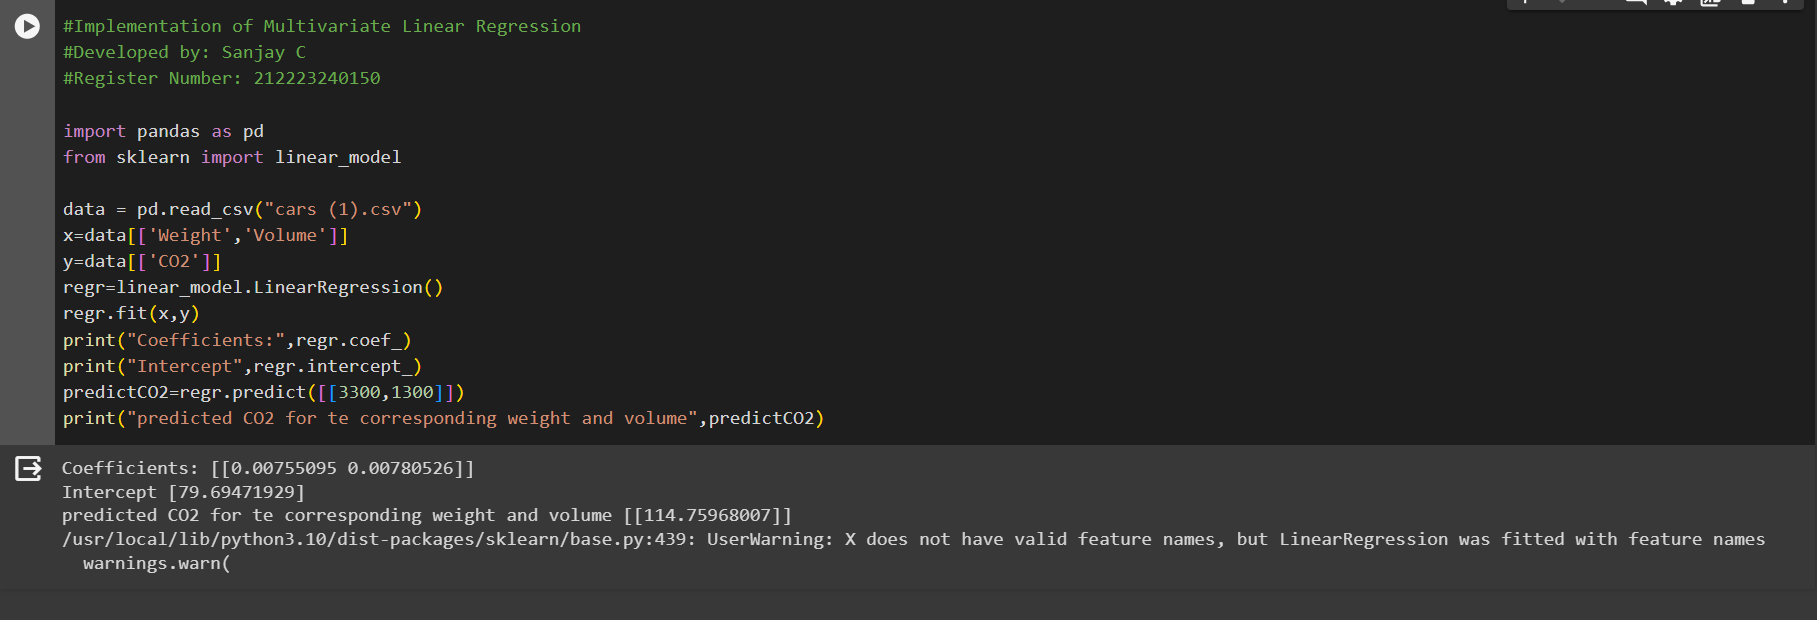 #Implementation of Multivariate Linear Regression
#Developed by: Sanjay C
#Register Number: 212223240150
import pandas as pd
from sklearn import linear_model
data = pd.read_csv("cars (1).csv")
x=data[['Weight','Volume']]
y=data[['CO2']]
regr=linear_model.LinearRegression()
regr.fit(x,y)
print("Coefficients:",regr.coef_)
print("Intercept",regr.intercept_)
predictCO2=regr.predict([[3300,1300]])
print("predicted CO2 for te corresponding weight and volume",predictCO2)
Coefficients: [[0.00755095 0.00780526]]
Intercept [79.69471929]
predicted CO2 for te corresponding weight and volume [[114.75968007]]
/usr/local/lib/python3.10/dist-packages/sklearn/base.py:439: UserWarning: X does not have valid feature names, but LinearRegression was fitted with feature names
  warnings.warn(